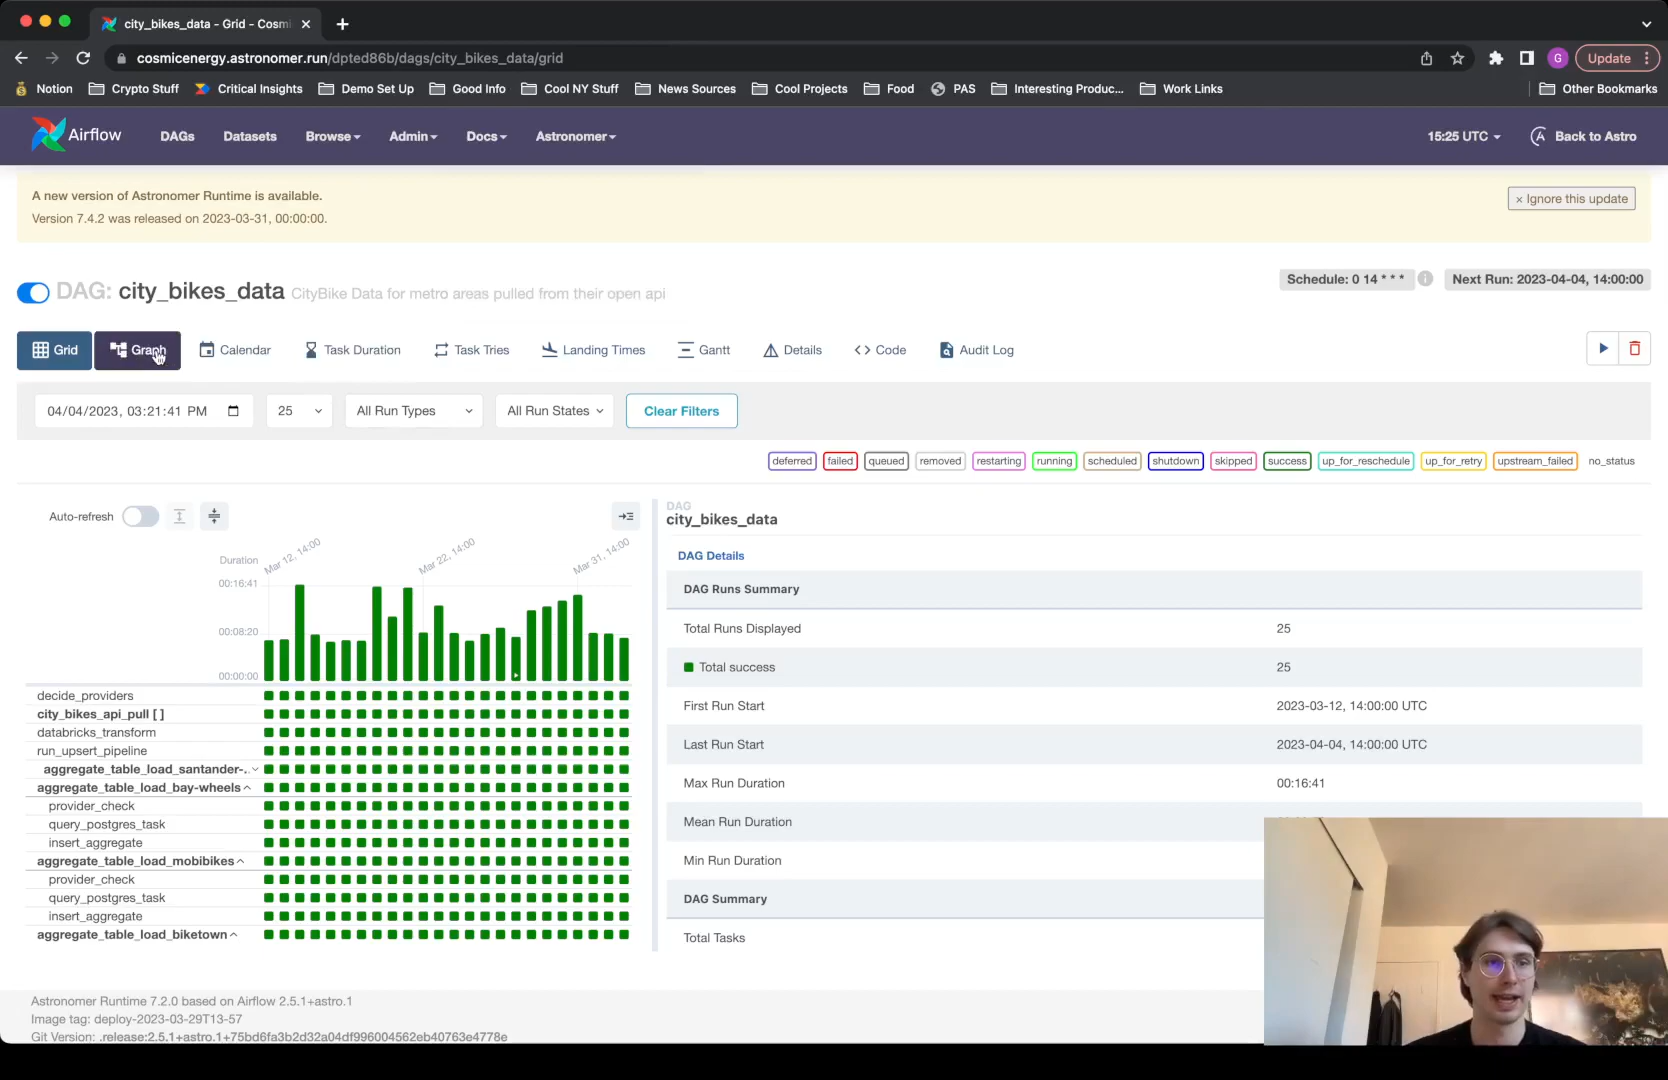 city_bikes_data - Grid - Cosmi
cosmicenergy.astronomer.run/dpted86b/dags/city_bikes_data/grid
G
Update
Notion
Crypto Stuff
Critical Insights
Demo Set Up
Good Info
Cool NY Stuff
News Sources
Cool Projects
Food
PAS
Interesting Produc...
Work Links
Other Bookmarks
Airflow
DAGs
Datasets
Browse
Admin
Docs
Astronomer
15:25 UTC
Back to Astro
A new version of Astronomer Runtime is available.
Version 7.4.2 was released on 2023-03-31, 00:00:00.
× Ignore this update
DAG: city_bikes_data CityBike Data for metro areas pulled from their open api
Schedule: 0 14 * * *
Next Run: 2023-04-04, 14:00:00
Grid
Graph
Calendar
Task Duration
Task Tries
Landing Times
Gantt
Details
<> Code
Audit Log
04/04/2023, 03:21:41 PM
25
All Run Types
All Run States
Clear Filters
deferred
failed
queued
removed
restarting
running
scheduled
shutdown
skipped
success
up_for_reschedule
up_for_retry
upstream_failed
no_status
Auto-refresh
Duration
00:16:41
00:08:20
00:00:00
Mar 12, 14:00
Mar 22, 14:00
Mar 31, 14:00
decide_providers
city_bikes_api_pull [ ]
databricks_transform
run_upsert_pipeline
aggregate_table_load_santander-..
aggregate_table_load_bay-wheels
provider_check
query_postgres_task
insert_aggregate
aggregate_table_load_mobibikes
provider_check
query_postgres_task
insert_aggregate
aggregate_table_load_biketown
DAG
city_bikes_data
DAG Details
DAG Runs Summary
Total Runs Displayed 25
Total success 25
First Run Start 2023-03-12, 14:00:00 UTC
Last Run Start 2023-04-04, 14:00:00 UTC
Max Run Duration 00:16:41
Mean Run Duration
Min Run Duration
DAG Summary
Total Tasks
Astronomer Runtime 7.2.0 based on Airflow 2.5.1+astro.1
Image tag: deploy-2023-03-29T13-57
Git Version: .release:2.5.1+astro.1+75bd6fa3b2d32a04df996004562eb40763e4778e